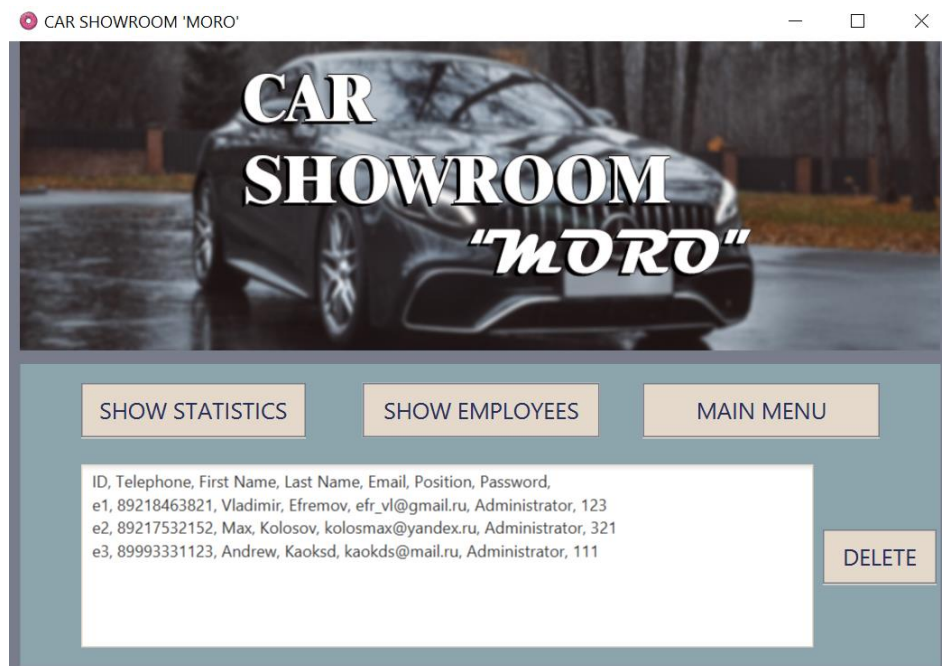 CAR SHOWROOM 'MORO'
CAR
SHOWROOM
"MORO"
SHOW STATISTICS
SHOW EMPLOYEES
MAIN MENU
ID, Telephone, First Name, Last Name, Email, Position, Password,
e1, 89218463821, Vladimir, Efremov, efr_vl@gmail.ru, Administrator, 123
e2, 89217532152, Max, Kolosov, kolosmax@yandex.ru, Administrator, 321
e3, 89993331123, Andrew, Kaoksd, kaokds@mail.ru, Administrator, 111
DELETE